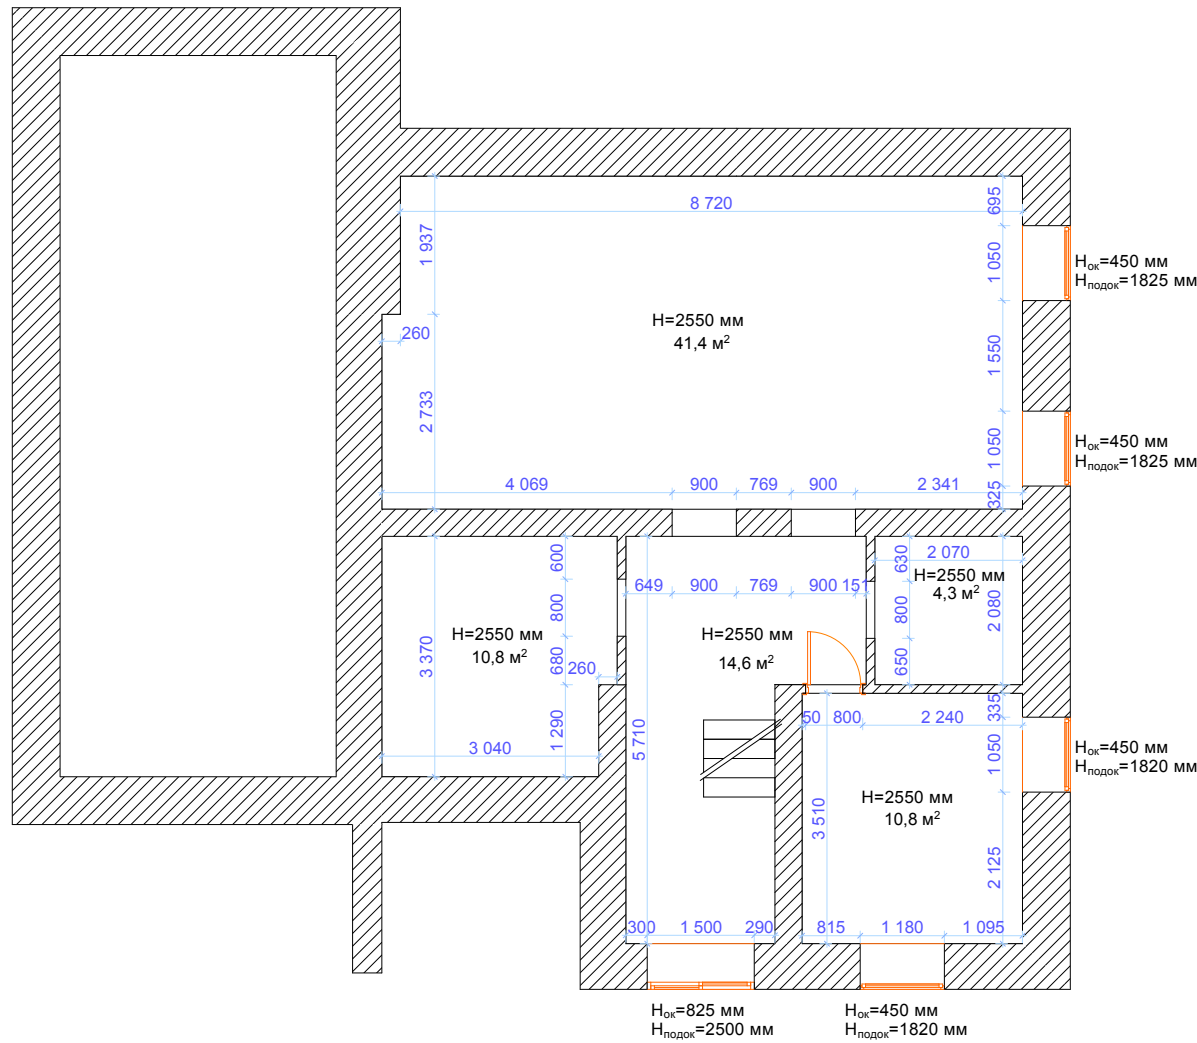 8 720
695
1 937
1 050
Hок=450 мм
Hподок=1825 мм
H=2550 мм
41,4 м²
260
1 550
2 733
1 050
Hок=450 мм
Hподок=1825 мм
4 069
900
769
900
2 341
325
600
630
2 070
H=2550 мм
4,3 м²
649
900
769
900
151
800
800
2 080
3 370
H=2550 мм
10,8 м²
H=2550 мм
14,6 м²
680
260
650
335
50
800
2 240
1 290
3 040
5 710
1 050
Hок=450 мм
Hподок=1820 мм
H=2550 мм
10,8 м²
3 510
2 125
300
1 500
290
815
1 180
1 095
Hок=825 мм
Hподок=2500 мм
Hок=450 мм
Hподок=1820 мм